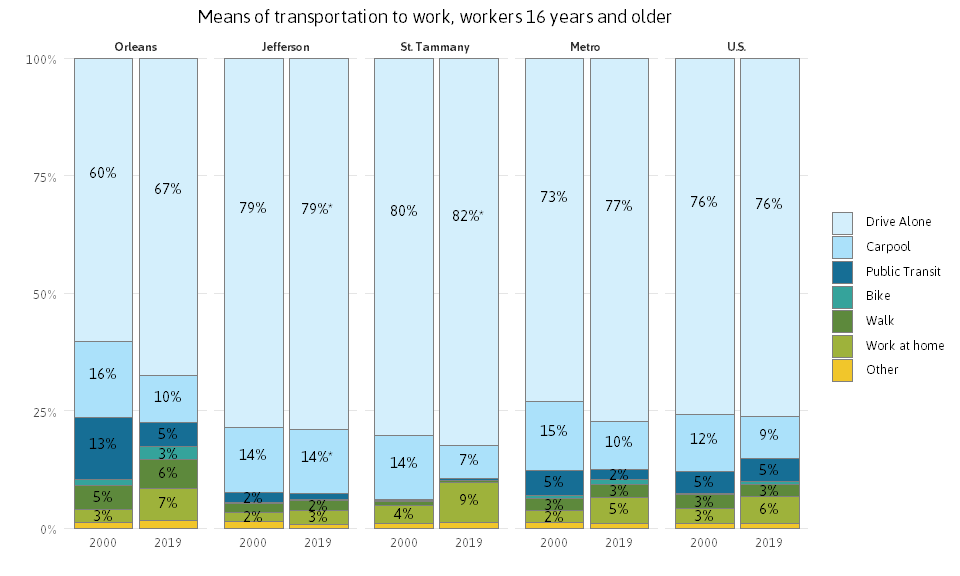 Means of transportation to work, workers 16 years and older
Orleans Jefferson St. Tammany Metro U.S.
100%
75%
50%
25%
0%
60% 67% 79% 79%* 80% 82%* 73% 77% 76% 76%
16% 10% 14% 14%* 14% 7% 15% 10% 12% 9%
13% 5% 2% 5% 2% 5% 5%
3%
5% 6% 2% 3% 3% 3% 3%
3% 7% 2% 3% 4% 9% 2% 5% 3% 6%
2000 2019 2000 2019 2000 2019 2000 2019 2000 2019
Drive Alone
Carpool
Public Transit
Bike
Walk
Work at home
Other